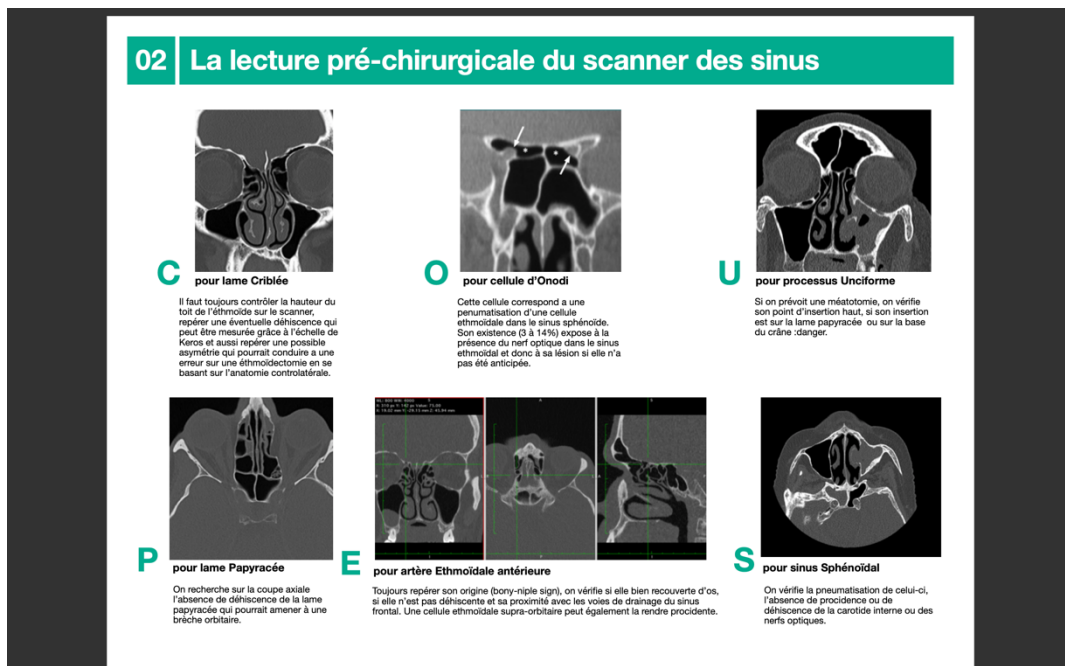 02 La lecture pré-chirurgicale du scanner des sinus
C pour lame Criblée
Il faut toujours contrôler la hauteur du
toit de l'éthmoïde sur le scanner,
repérer une éventuelle déhiscence qui
peut être mesurée grâce à l'échelle de
Keros et aussi repérer une possible
asymétrie qui pourrait conduire a une
erreur sur une éthmoïdectomie en se
basant sur l'anatomie controlatérale.
O pour cellule d'Onodi
Cette cellule correspond a une
penumatisation d'une cellule
ethmoïdale dans le sinus sphénoïde.
Son existence (3 à 14%) expose à la
présence du nerf optique dans le sinus
ethmoïdal et donc à sa lésion si elle n'a
pas été anticipée.
U pour processus Unciforme
Si on prévoit une méatotomie, on vérifie
son point d'insertion haut, si son insertion
est sur la lame papyracée ou sur la base
du crâne :danger.
P pour lame Papyracée
On recherche sur la coupe axiale
l'absence de déhiscence de la lame
papyracée qui pourrait amener à une
brèche orbitaire.
E pour artère Ethmoïdale antérieure
Toujours repérer son origine (bony-niple sign), on vérifie si elle bien recouverte d'os,
si elle n'est pas déhiscente et sa proximité avec les voies de drainage du sinus
frontal. Une cellule ethmoïdale supra-orbitaire peut également la rendre procidente.
S pour sinus Sphénoïdal
On vérifie la pneumatisation de celui-ci,
l'absence de procidence ou de
déhiscence de la carotide interne ou des
nerfs optiques.